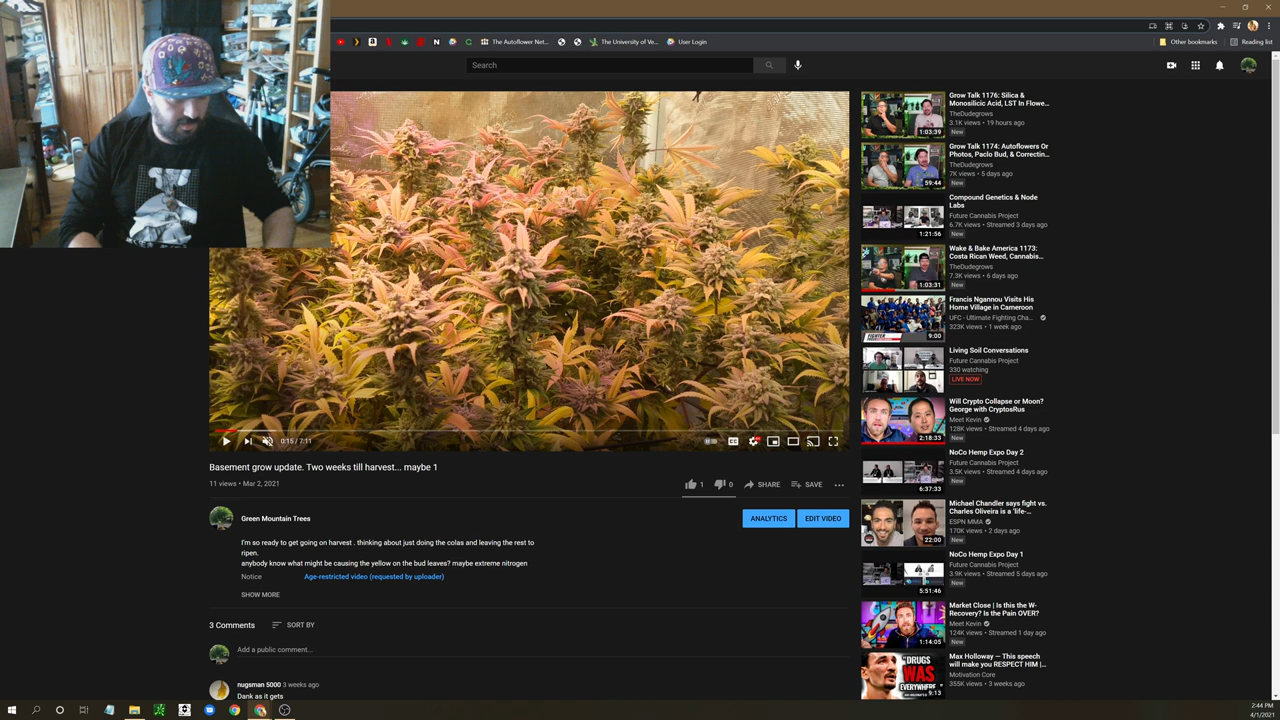 The Autoflower Net...
The University of Ve...
User Login
Other bookmarks
Reading list
Search
0:15 / 7:11
Basement grow update. Two weeks till harvest... maybe 1
11 views • Mar 2, 2021
1
0
SHARE
SAVE
Green Mountain Trees
ANALYTICS
EDIT VIDEO
I'm so ready to get going on harvest . thinking about just doing the colas and leaving the rest to
ripen.
anybody know what might be causing the yellow on the bud leaves? maybe extreme nitrogen
Notice
Age-restricted video (requested by uploader)
SHOW MORE
3 Comments
SORT BY
Add a public comment...
nugsman 5000 3 weeks ago
Dank as it gets
Grow Talk 1176: Silica &
Monosilicic Acid, LST In Flowe...
TheDudegrows
3.1K views • 19 hours ago
New
1:03:39
Grow Talk 1174: Autoflowers Or
Photos, Paclo Bud, & Correctin...
TheDudegrows
7K views • 5 days ago
New
59:44
Compound Genetics & Node
Labs
Future Cannabis Project
6.7K views • Streamed 3 days ago
New
1:21:56
Wake & Bake America 1173:
Costa Rican Weed, Cannabis...
TheDudegrows
7.3K views • 6 days ago
New
1:03:31
Francis Ngannou Visits His
Home Village in Cameroon
UFC - Ultimate Fighting Cha...
323K views • 1 week ago
9:00
Living Soil Conversations
Future Cannabis Project
330 watching
LIVE NOW
Will Crypto Collapse or Moon?
George with CryptosRus
Meet Kevin
128K views • Streamed 4 days ago
New
2:18:33
NoCo Hemp Expo Day 2
Future Cannabis Project
3.5K views • Streamed 4 days ago
New
6:37:33
Michael Chandler says fight vs.
Charles Oliveira is a 'life-...
ESPN MMA
170K views • 2 days ago
New
22:00
NoCo Hemp Expo Day 1
Future Cannabis Project
3.9K views • Streamed 5 days ago
New
5:51:46
Market Close | Is this the W-
Recovery? Is the Pain OVER?
Meet Kevin
124K views • Streamed 1 day ago
New
1:14:05
Max Holloway — This speech
will make you RESPECT HIM |...
Motivation Core
355K views • 3 weeks ago
"DRUGS
WAS
EVERYWHERE
9:13
2:44 PM
4/1/2021